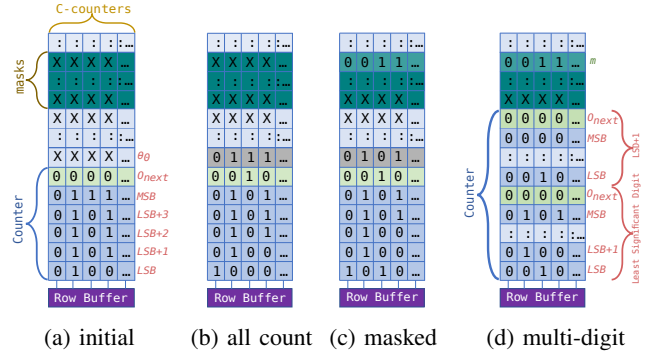 C-counters
masks
Counter
: : : : :…
X X X X …
: : : : :…
X X X X …
X X X X …
: : : : :…
X X X X … θ0
0 0 0 0 … Onext
0 1 1 1 … MSB
0 1 0 1 … LSB+3
0 1 0 1 … LSB+2
0 1 0 1 … LSB+1
0 1 0 0 … LSB
Row Buffer
(a) initial
: : : : :…
X X X X …
: : : : :…
X X X X …
X X X X …
: : : : :…
0 1 1 1 …
0 0 1 0 …
0 1 0 1 …
0 1 0 1 …
0 1 0 1 …
0 1 0 0 …
1 0 0 0 …
Row Buffer
(b) all count
: : : : :…
0 0 1 1 …
: : : : :…
X X X X …
X X X X …
: : : : :…
0 1 0 1 …
0 0 1 0 …
0 1 0 1 …
0 1 0 1 …
0 1 0 1 …
0 1 0 0 …
1 0 1 0 …
Row Buffer
(c) masked
Counter
: : : : :…
0 0 1 1 … m
: : : : :…
X X X X …
0 0 0 0 … Onext
0 0 0 0 … MSB
: : : : :…
0 0 1 0 … LSB
LSD+1
0 0 0 0 … Onext
0 1 0 1 … MSB
: : : : :…
0 1 0 0 … LSB+1
0 0 1 0 … LSB
Least Significant Digit
Row Buffer
(d) multi-digit